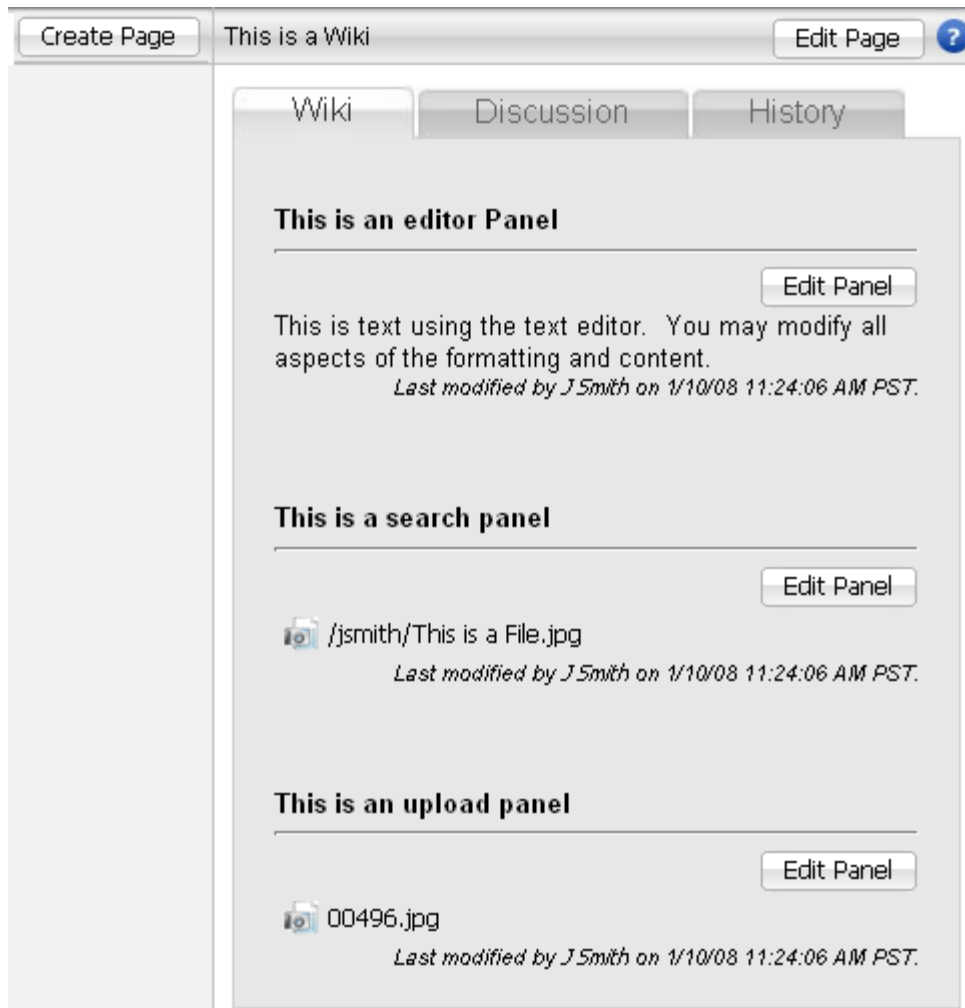 Create Page
This is a Wiki
Edit Page
?
Wiki
Discussion
History
This is an editor Panel
Edit Panel
This is text using the text editor.  You may modify all
aspects of the formatting and content.
Last modified by J Smith on 1/10/08 11:24:06 AM PST.
This is a search panel
Edit Panel
/jsmith/This is a File.jpg
Last modified by J Smith on 1/10/08 11:24:06 AM PST.
This is an upload panel
Edit Panel
00496.jpg
Last modified by J Smith on 1/10/08 11:24:06 AM PST.